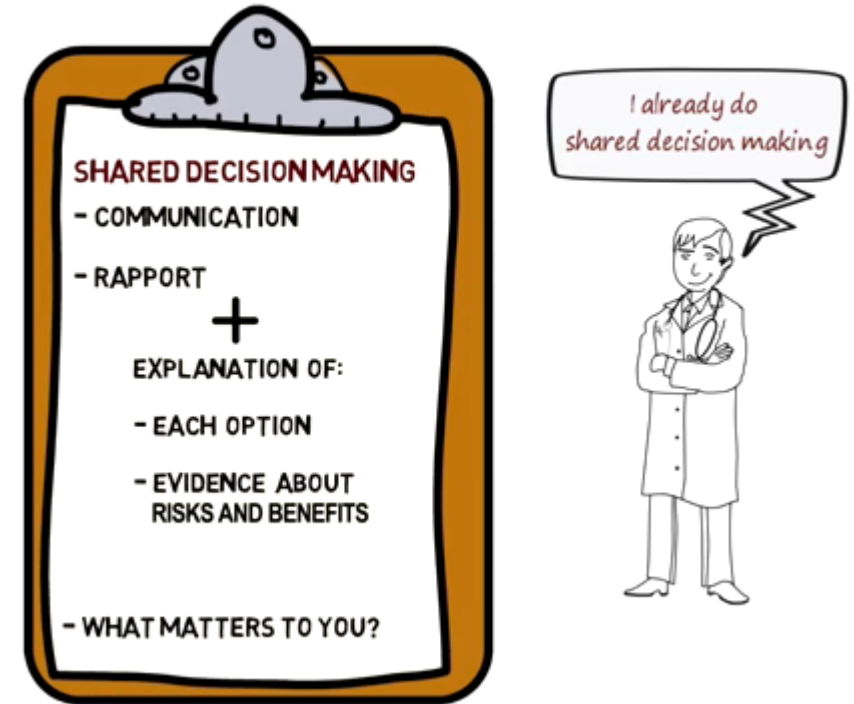 SHARED DECISION MAKING
- COMMUNICATION
- RAPPORT
+
EXPLANATION OF:
- EACH OPTION
- EVIDENCE ABOUT
RISKS AND BENEFITS
- WHAT MATTERS TO YOU?
I already do
shared decision making